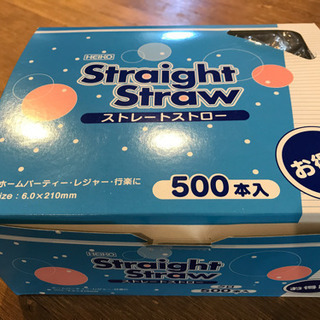 HEIKO
Straight
Straw
ストレートストロー
お得
ホームパーティー・レジャー・行楽に
size：6.0×210mm
500本入
HEIKO
Straight
Straw
ストレートストロー
お得